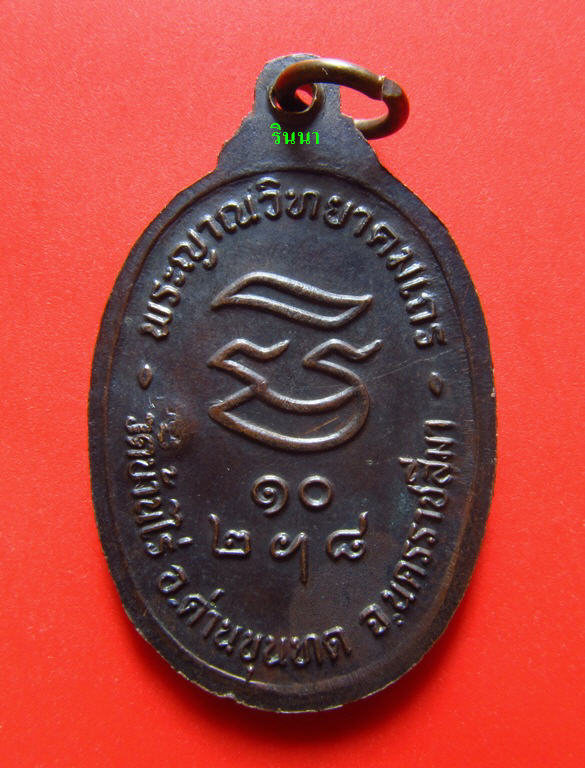 รินนา
พระญาณวิทยาคมเถร
๑๐
๒ ๗ ๘
วัดบ้านไร่ อ.ด่านขุนทด จ.นครราชสีมา